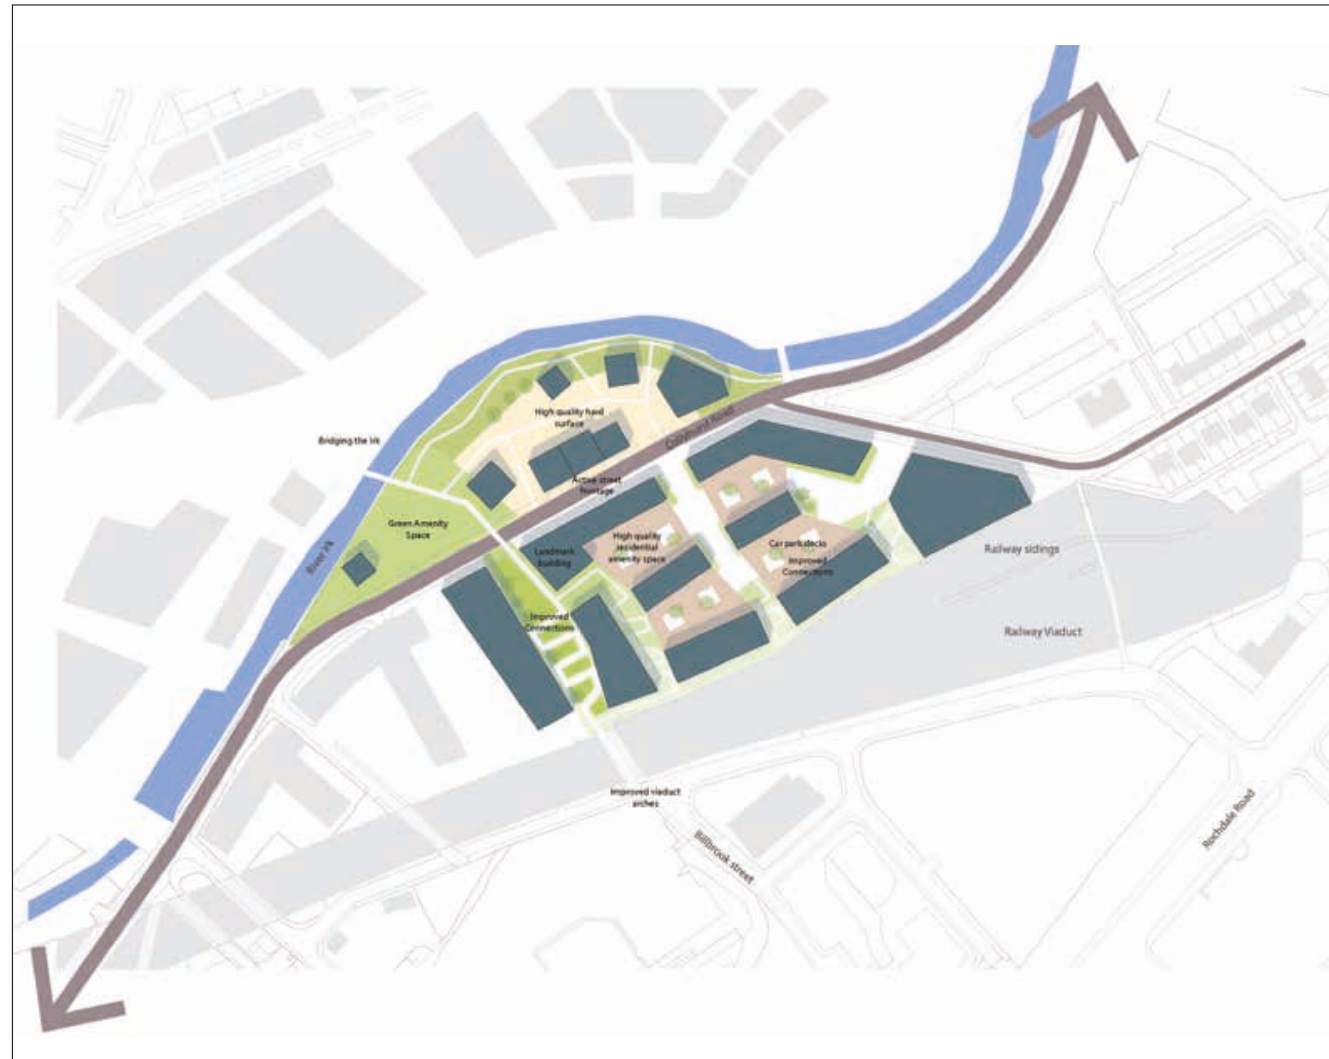 High quality hard
surface
Collyhurst Road
Bridging the Irk
Active street
frontage
Green Amenity
Space
River Irk
Landmark
building
High quality
residential
amenity space
Car park decks
Improved
Connections
Railway sidings
Improved
Connections
Railway Viaduct
Improved viaduct
arches
Billbrook street
Rochdale Road